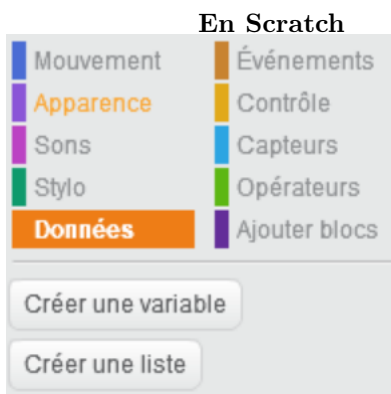 En Scratch
Mouvement Événements
Apparence Contrôle
Sons Capteurs
Stylo Opérateurs
Données Ajouter blocs
Créer une variable
Créer une liste